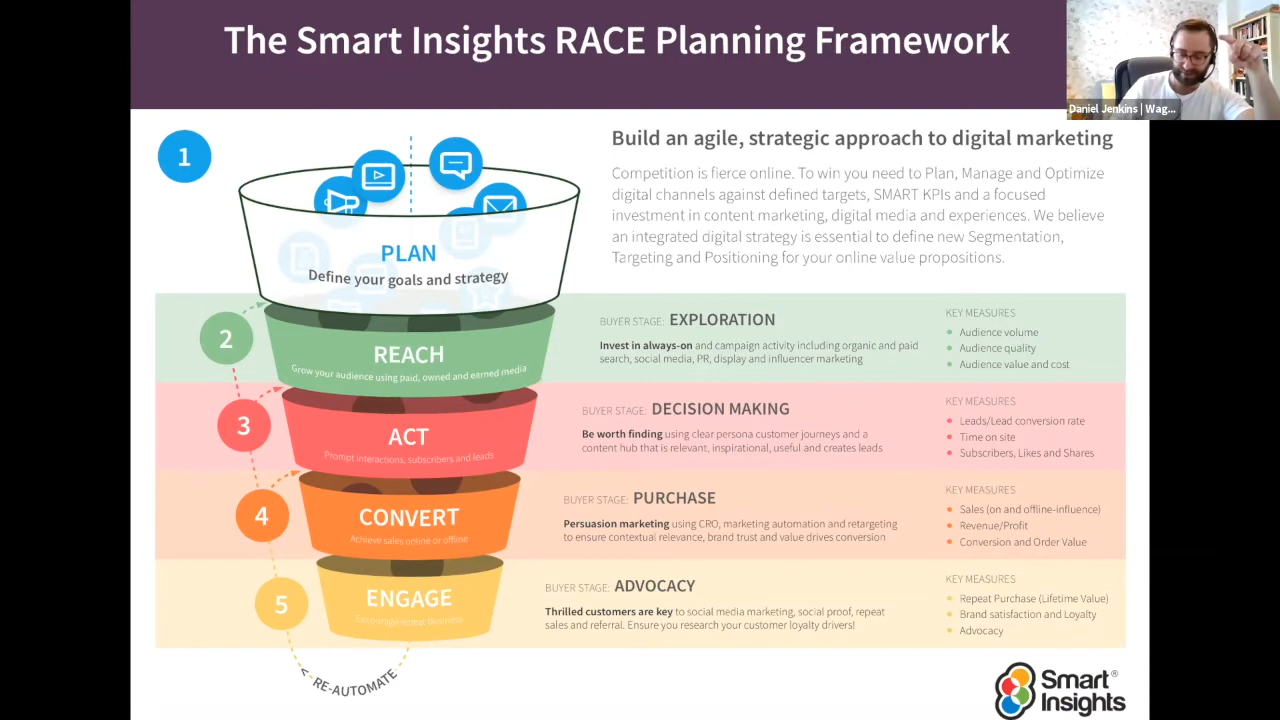 The Smart Insights RACE Planning Framework
Daniel Jenkins | Wag...
1
Build an agile, strategic approach to digital marketing
Competition is fierce online. To win you need to Plan, Manage and Optimize
digital channels against defined targets, SMART KPIs and a focused
investment in content marketing, digital media and experiences. We believe
an integrated digital strategy is essential to define new Segmentation,
Targeting and Positioning for your online value propositions.
PLAN
Define your goals and strategy
2
REACH
Grow your audience using paid, owned and earned media
BUYER STAGE: EXPLORATION
Invest in always-on and campaign activity including organic and paid
search, social media, PR, display and influencer marketing
KEY MEASURES
Audience volume
Audience quality
Audience value and cost
3
ACT
Prompt interactions, subscribers and leads
BUYER STAGE: DECISION MAKING
Be worth finding using clear persona customer journeys and a
content hub that is relevant, inspirational, useful and creates leads
KEY MEASURES
Leads/Lead conversion rate
Time on site
Subscribers, Likes and Shares
4
CONVERT
Achieve sales online or offline
BUYER STAGE: PURCHASE
Persuasion marketing using CRO, marketing automation and retargeting
to ensure contextual relevance, brand trust and value drives conversion
KEY MEASURES
Sales (on and offline-influence)
Revenue/Profit
Conversion and Order Value
5
ENGAGE
Encourage repeat business
BUYER STAGE: ADVOCACY
Thrilled customers are key to social media marketing, social proof, repeat
sales and referral. Ensure you research your customer loyalty drivers!
KEY MEASURES
Repeat Purchase (Lifetime Value)
Brand satisfaction and Loyalty
Advocacy
< RE-AUTOMATE
Smart®
Insights